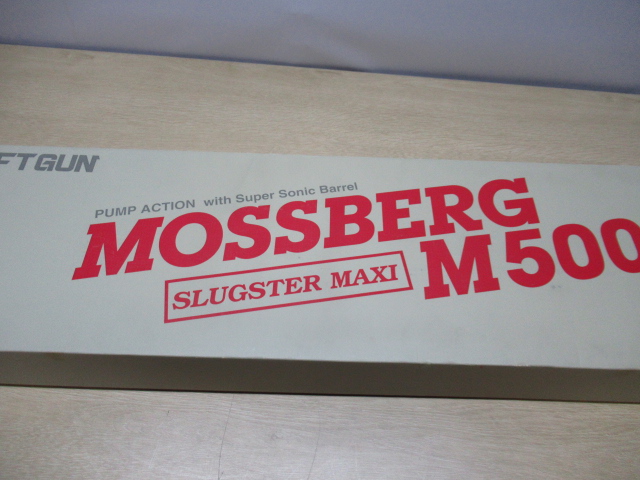 FTGUN
PUMP ACTION with Super Sonic Barrel
MOSSBERG
SLUGSTER MAXI
M500